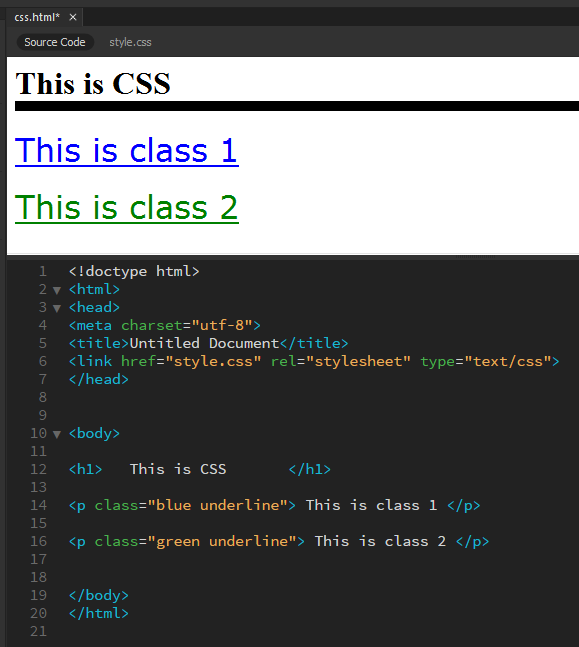 css.html* ×
Source Code style.css
This is CSS
This is class 1
This is class 2
1 <!doctype html>
2 ▼ <html>
3 ▼ <head>
4 <meta charset="utf-8">
5 <title>Untitled Document</title>
6 <link href="style.css" rel="stylesheet" type="text/css">
7 </head>
8
9
10 ▼ <body>
11
12 <h1>   This is CSS       </h1>
13
14 <p class="blue underline"> This is class 1 </p>
15
16 <p class="green underline"> This is class 2 </p>
17
18
19 </body>
20 </html>
21